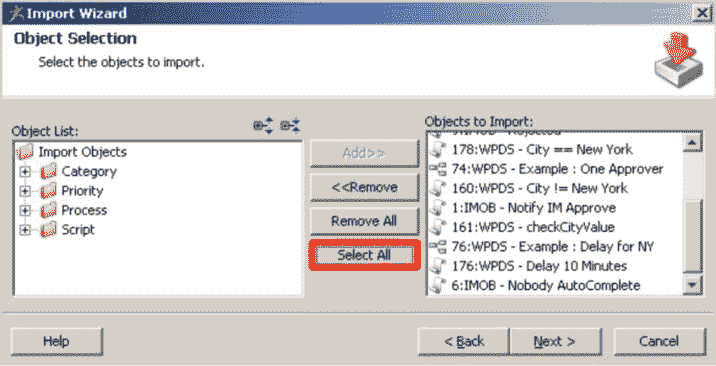 Import Wizard
Object Selection
Select the objects to import.
Object List:
Import Objects
Category
Priority
Process
Script
Add>>
<<Remove
Remove All
Select All
Objects to Import:
178:WPDS - City == New York
74:WPDS - Example : One Approver
160:WPDS - City != New York
1:IMOB - Notify IM Approve
161:WPDS - checkCityValue
76:WPDS - Example : Delay for NY
176:WPDS - Delay 10 Minutes
6:IMOB - Nobody AutoComplete
Help
< Back
Next >
Cancel